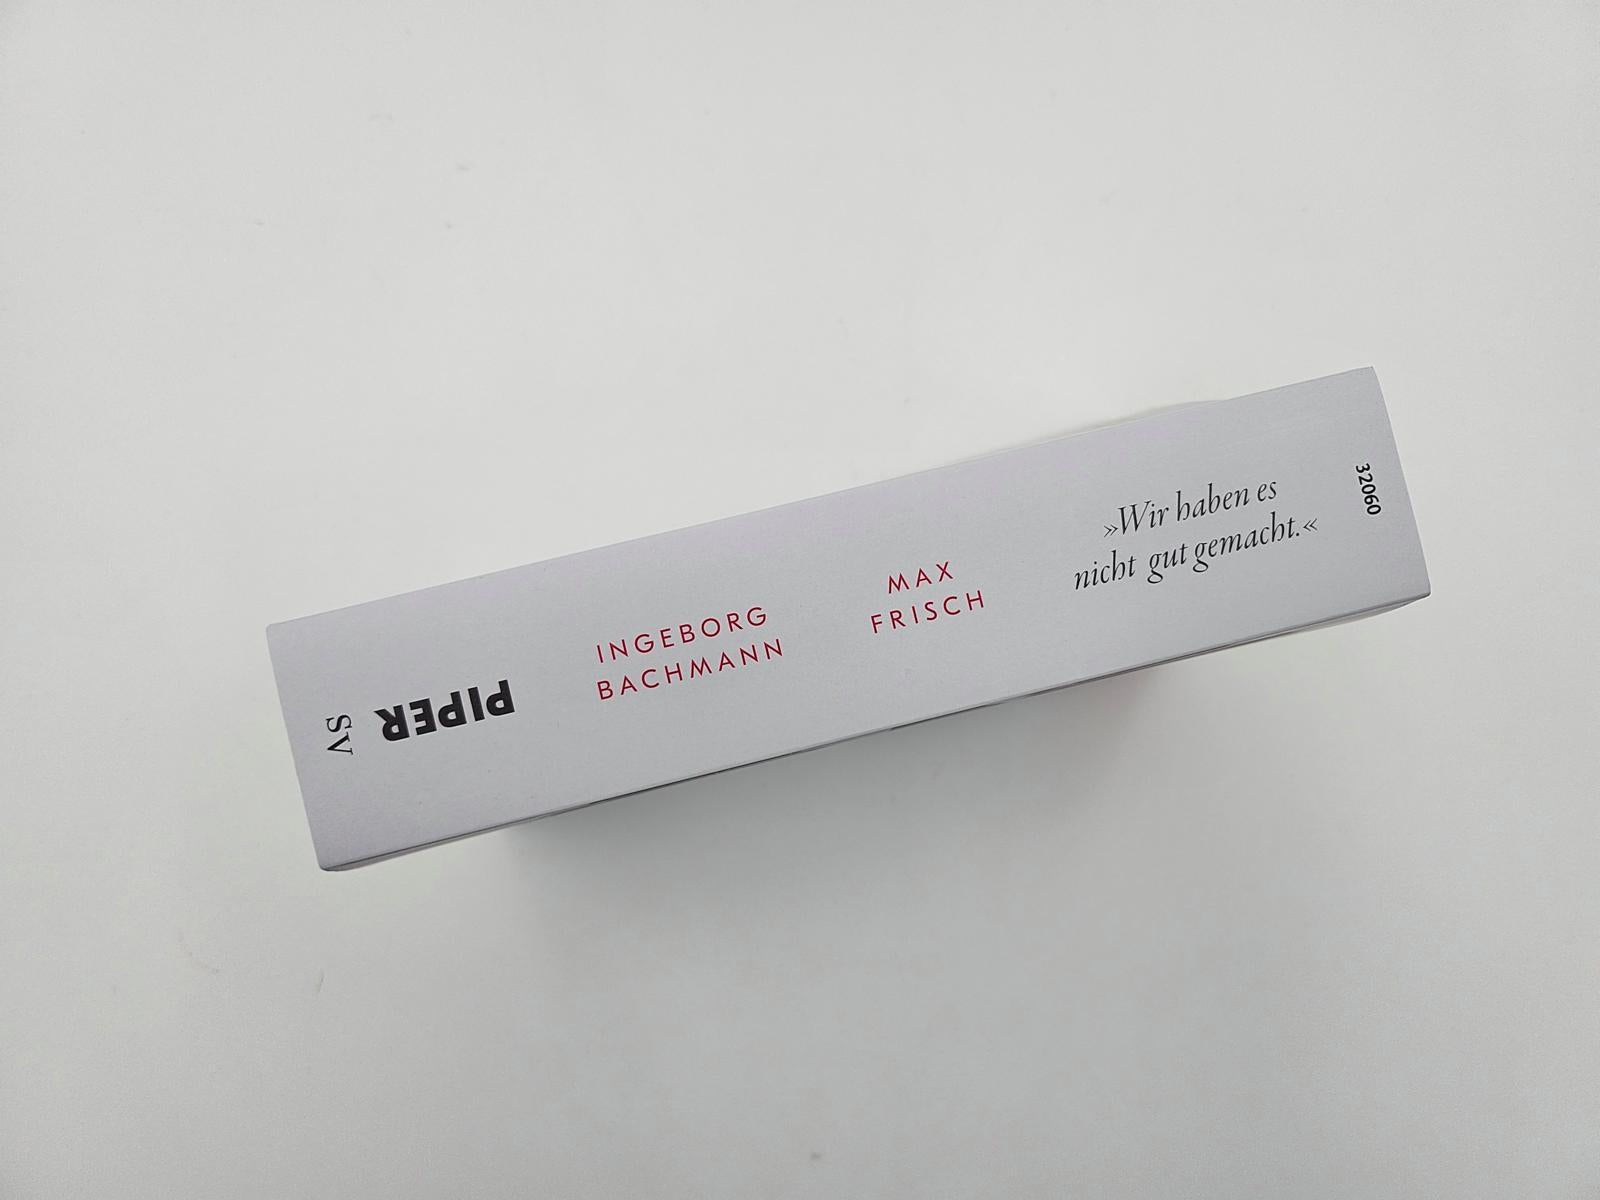 SV
PIPER
INGEBORG
BACHMANN
MAX
FRISCH
»Wir haben es
nicht gut gemacht.«
32060